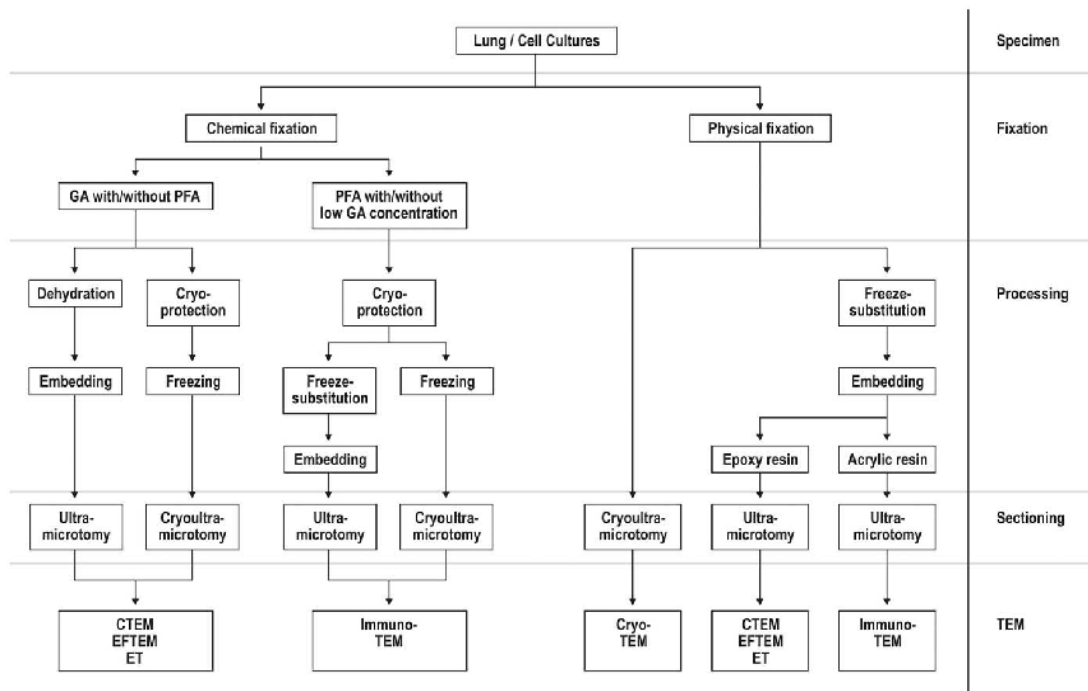 Lung / Cell Cultures
Specimen
Chemical fixation
Physical fixation
Fixation
GA with/without PFA
PFA with/without
low GA concentration
Dehydration
Cryo-
protection
Cryo-
protection
Freeze-
substitution
Processing
Embedding
Freezing
Freeze-
substitution
Freezing
Embedding
Embedding
Epoxy resin
Acrylic resin
Ultra-
microtomy
Cryoultra-
microtomy
Ultra-
microtomy
Cryoultra-
microtomy
Cryoultra-
microtomy
Ultra-
microtomy
Ultra-
microtomy
Sectioning
CTEM
EFTEM
ET
Immuno-
TEM
Cryo-
TEM
CTEM
EFTEM
ET
Immuno-
TEM
TEM